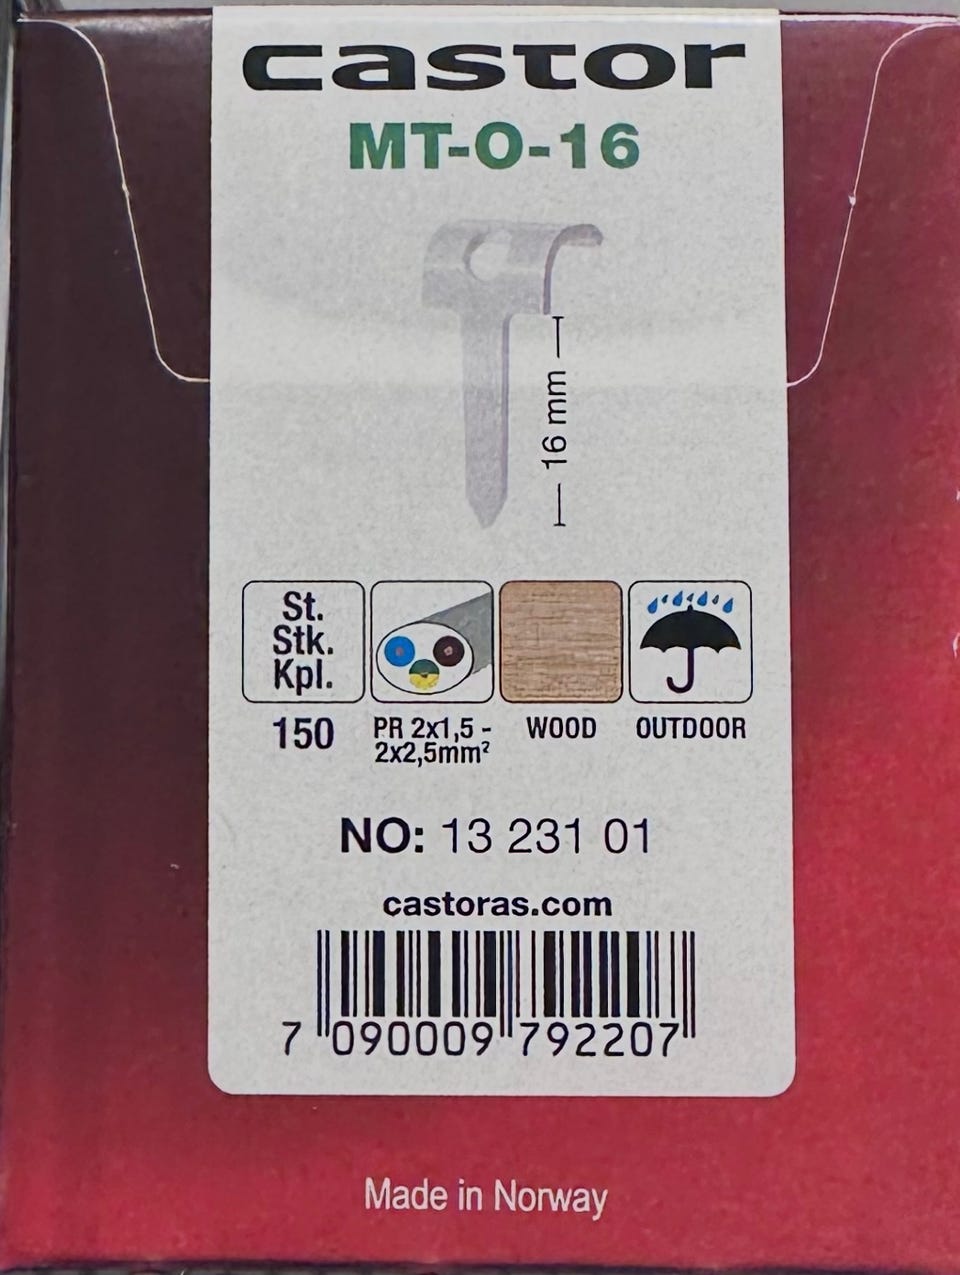 castor
MT-O-16
16 mm
St.
Stk.
Kpl.
150
PR 2x1,5 -
2x2,5mm²
WOOD
OUTDOOR
NO: 13 231 01
castoras.com
7 090009 792207
Made in Norway